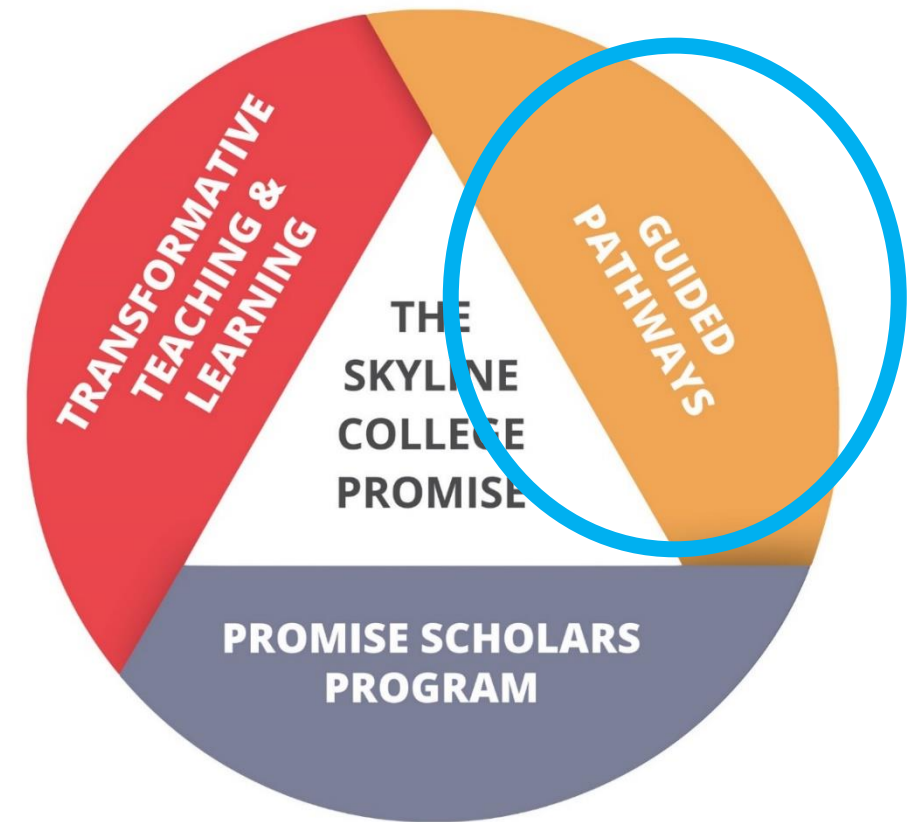 TRANSFORMATIVE
TEACHING &
LEARNING
GUIDED
PATHWAYS
THE
SKYLINE
COLLEGE
PROMISE
PROMISE SCHOLARS
PROGRAM